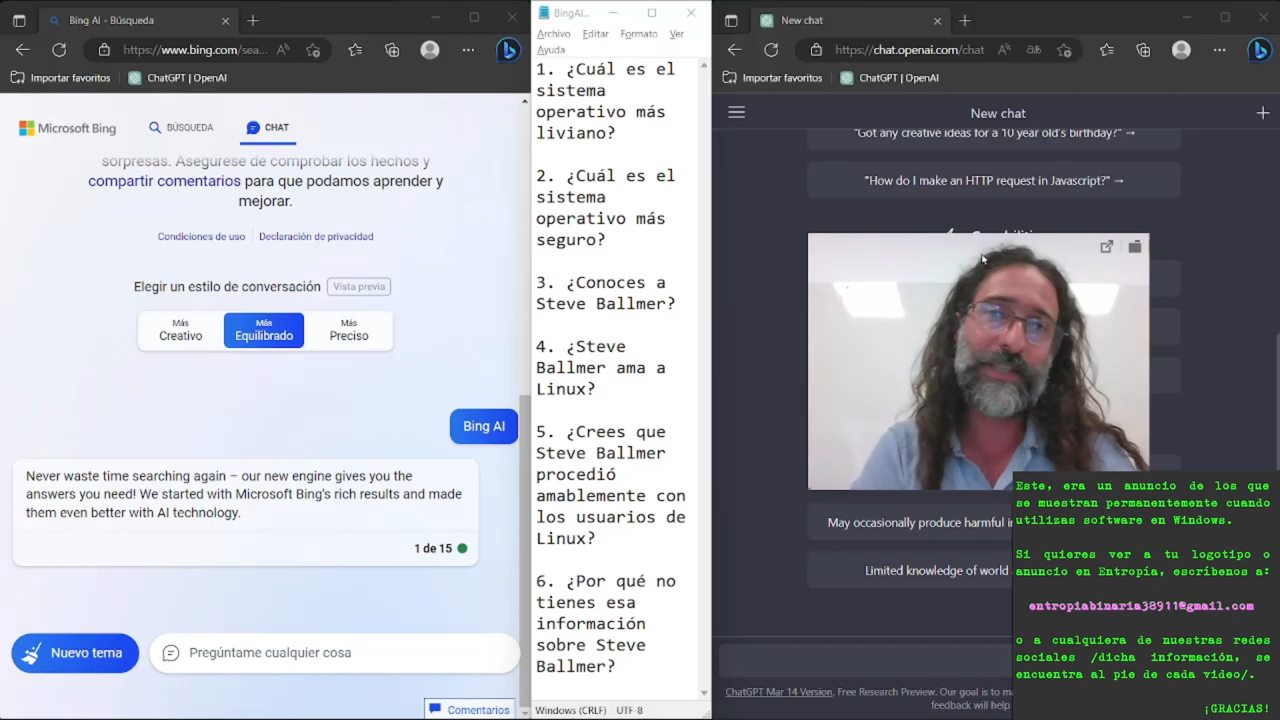 Bing AI - Búsqueda
https://www.bing.com/sea...
Importar favoritos
ChatGPT | OpenAI
Microsoft Bing
BÚSQUEDA
CHAT
sorpresas. Asegúrese de comprobar los hechos y
compartir comentarios para que podamos aprender y
mejorar.
Condiciones de uso
Declaración de privacidad
Elegir un estilo de conversación
Vista previa
Más
Creativo
Más
Equilibrado
Más
Preciso
Bing AI
Never waste time searching again – our new engine gives you the
answers you need! We started with Microsoft Bing's rich results and made
them even better with AI technology.
1 de 15
Nuevo tema
Pregúntame cualquier cosa
Comentarios
BingAI...
Archivo Editar Formato Ver
Ayuda
1. ¿Cuál es el
sistema
operativo más
liviano?
2. ¿Cuál es el
sistema
operativo más
seguro?
3. ¿Conoces a
Steve Ballmer?
4. ¿Steve
Ballmer ama a
Linux?
5. ¿Crees que
Steve Ballmer
procedió
amablemente con
los usuarios de
Linux?
6. ¿Por qué no
tienes esa
información
sobre Steve
Ballmer?
Windows (CRLF) UTF-8
New chat
https://chat.openai.com/chat
Importar favoritos
ChatGPT | OpenAI
New chat
"Got any creative ideas for a 10 year old's birthday?" →
"How do I make an HTTP request in Javascript?" →
May occasionally produce harmful
Limited knowledge of world
ChatGPT Mar 14 Version. Free Research Preview. Our goal is to
feedback will help
Este, era un anuncio de los que
se muestran permanentemente cuando
utilizas software en Windows.
Si quieres ver a tu logotipo o
anuncio en Entropia, escribenos a:
entropiabinaria38911@gmail.com
o a cualquiera de nuestras redes
sociales /dicha información, se
encuentra al pie de cada video/.
¡GRACIAS!